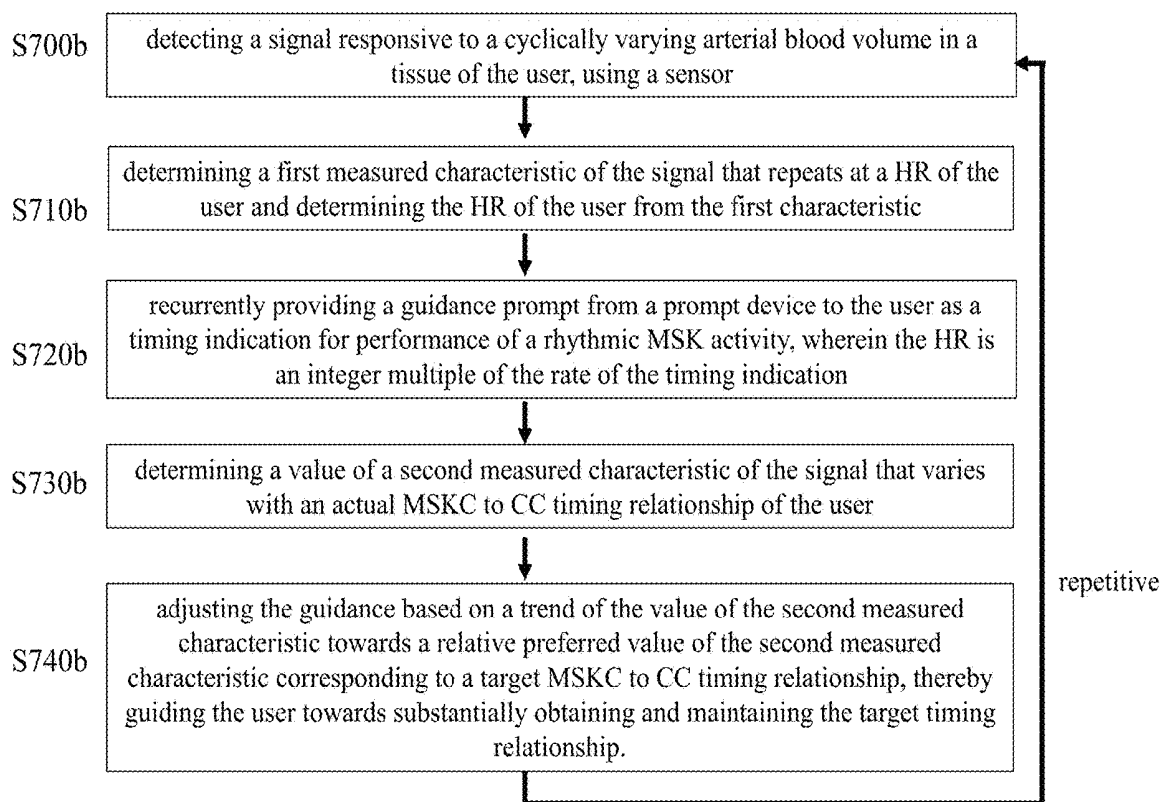 S700b
detecting a signal responsive to a cyclically varying arterial blood volume in a
tissue of the user, using a sensor
S710b
determining a first measured characteristic of the signal that repeats at a HR of the
user and determining the HR of the user from the first characteristic
S720b
recurrently providing a guidance prompt from a prompt device to the user as a
timing indication for performance of a rhythmic MSK activity, wherein the HR is
an integer multiple of the rate of the timing indication
S730b
determining a value of a second measured characteristic of the signal that varies
with an actual MSKC to CC timing relationship of the user
S740b
adjusting the guidance based on a trend of the value of the second measured
characteristic towards a relative preferred value of the second measured
characteristic corresponding to a target MSKC to CC timing relationship, thereby
guiding the user towards substantially obtaining and maintaining the target timing
relationship.
repetitive